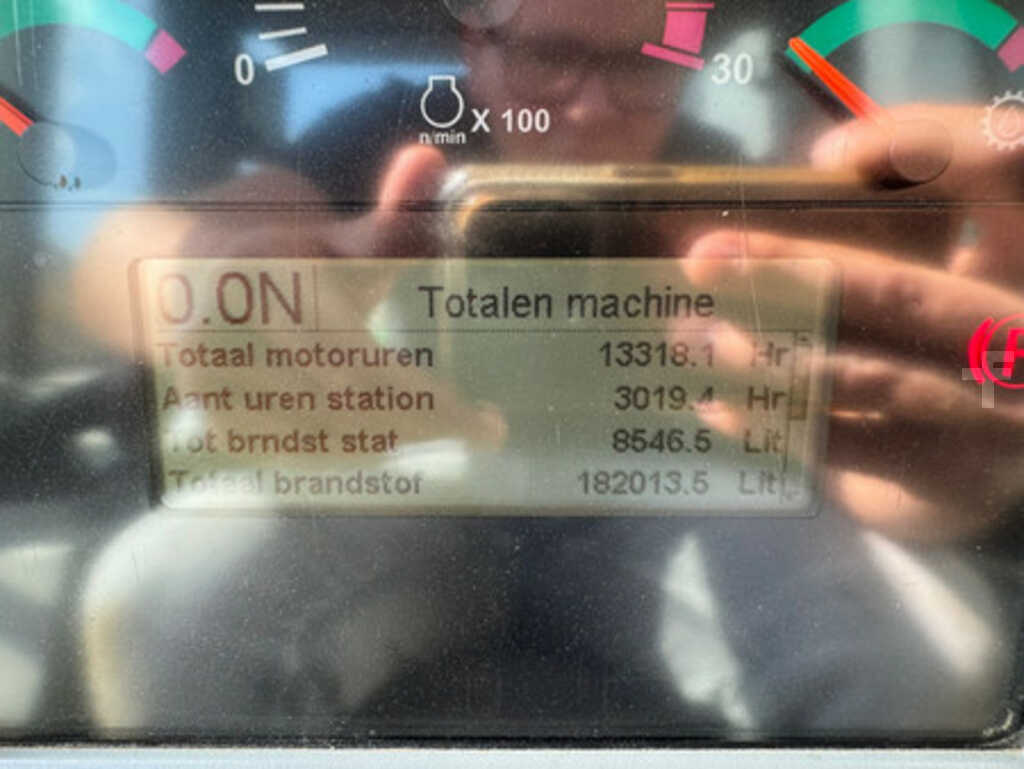 0 30
n/min X 100
0.0N Totalen machine
Totaal motoruren 13318.1 Hr
Aant uren station 3019.4 Hr
Tot brndst stat 8546.5 Lit
Totaal brandstof 182013.5 Lit
P